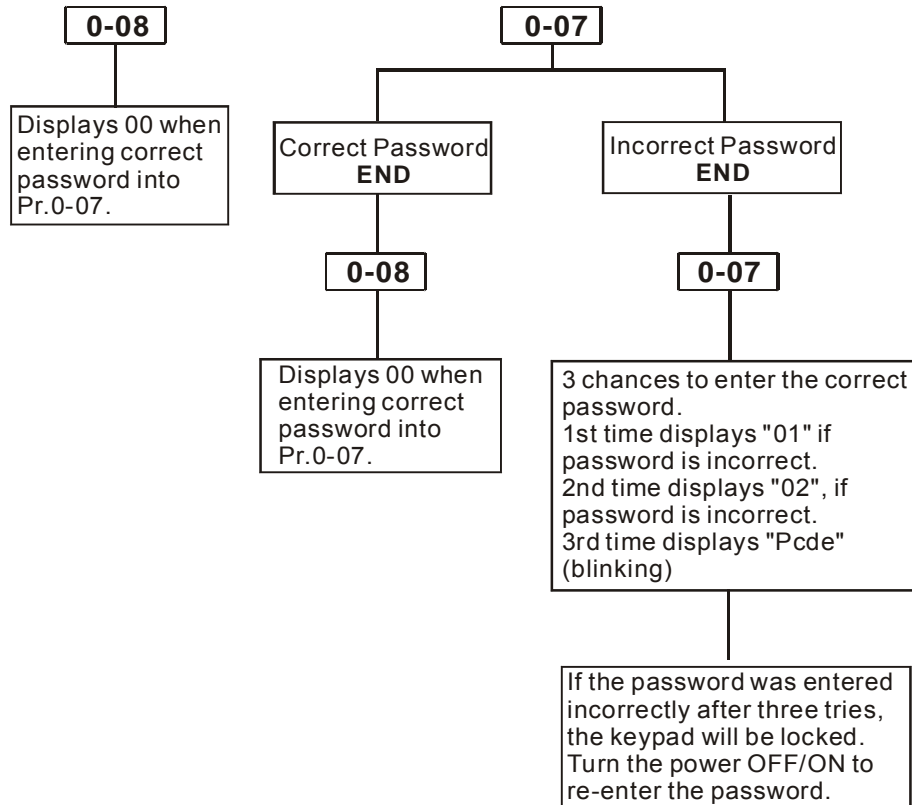 0-08
Displays 00 when
entering correct
password into
Pr.0-07.
0-07
Correct Password
END
0-08
Displays 00 when
entering correct
password into
Pr.0-07.
Incorrect Password
END
0-07
3 chances to enter the correct
password.
1st time displays "01" if
password is incorrect.
2nd time displays "02", if
password is incorrect.
3rd time displays "Pcde"
(blinking)
If the password was entered
incorrectly after three tries,
the keypad will be locked.
Turn the power OFF/ON to
re-enter the password.